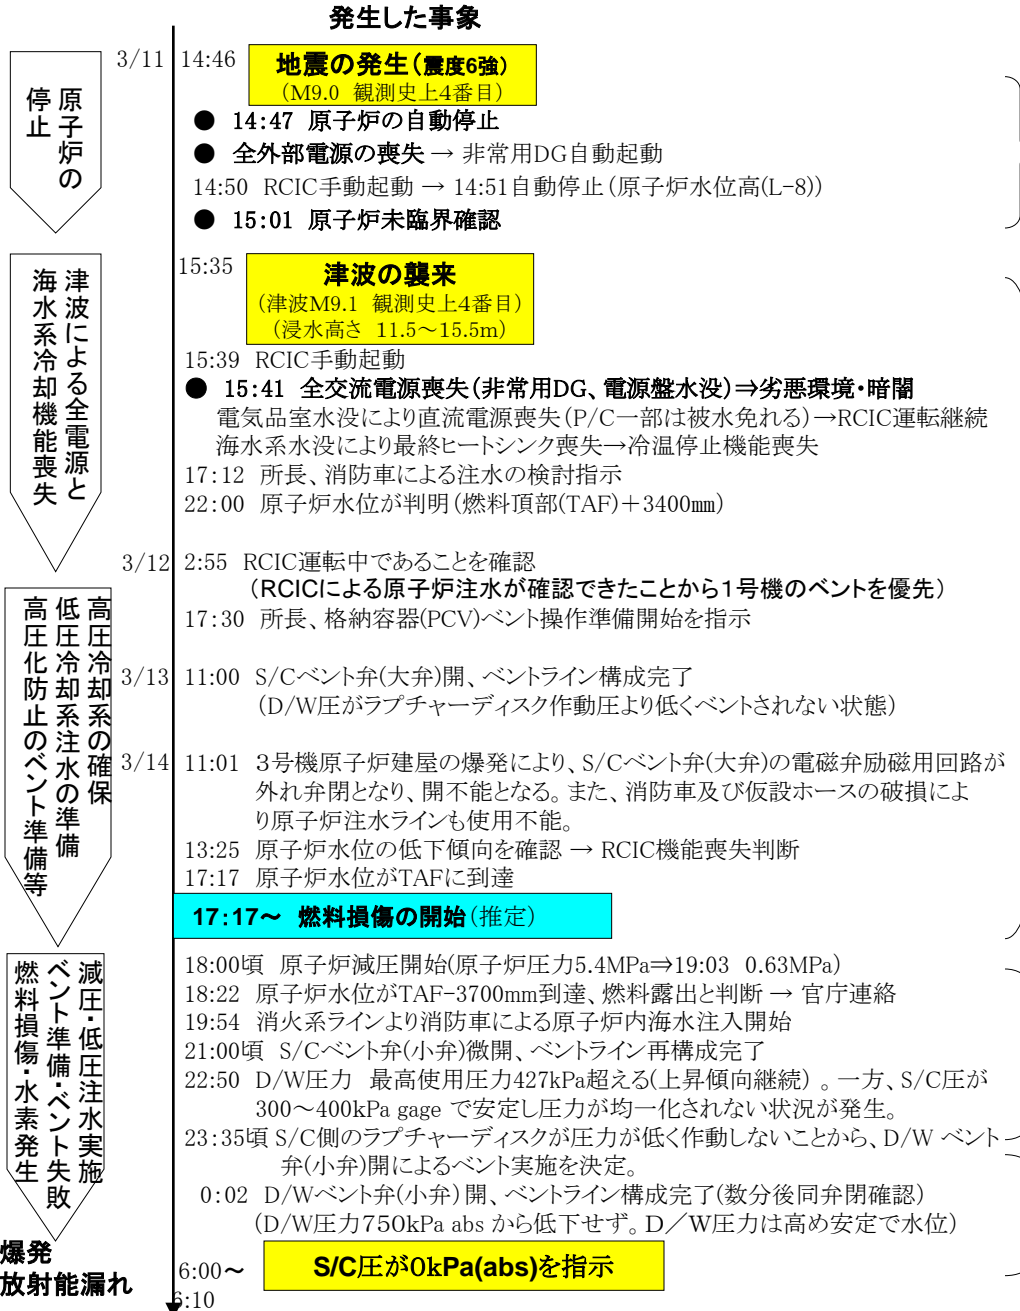 発生した事象
3/11 14:46 地震の発生(震度6強)
(M9.0 観測史上4番目)
● 14:47 原子炉の自動停止
● 全外部電源の喪失→ 非常用DG自動起動
14:50 RCIC手動起動 → 14:51自動停止(原子炉水位高(L-8))
● 15:01 原子炉未臨界確認
原子炉の
停止
15:35 津波の襲来
(津波M9.1 観測史上4番目)
(浸水高さ 11.5～15.5m)
15:39 RCIC手動起動
● 15:41 全交流電源喪失(非常用DG、電源盤水没)⇒劣悪環境・暗闇
電気品室水没により直流電源喪失(P/C一部は被水免れる)→RCIC運転継続
海水系水没により最終ヒートシンク喪失→冷温停止機能喪失
17:12 所長、消防車による注水の検討指示
22:00 原子炉水位が判明(燃料頂部(TAF)+3400㎜)
津波による全電源と
海水系冷却機能喪失
3/12 2:55 RCIC運転中であることを確認
(RCICによる原子炉注水が確認できたことから1号機のベントを優先)
17:30 所長、格納容器(PCV)ベント操作準備開始を指示
3/13 11:00 S/Cベント弁(大弁)開、ベントライン構成完了
(D/W圧がラプチャーディスク作動圧より低くベントされない状態)
3/14 11:01 3号機原子炉建屋の爆発により、S/Cベント弁(大弁)の電磁弁励磁用回路が
外れ弁閉となり、開不能となる。また、消防車及び仮設ホースの破損によ
り原子炉注水ラインも使用不能。
13:25 原子炉水位の低下傾向を確認 → RCIC機能喪失判断
17:17 原子炉水位がTAFに到達
17:17～ 燃料損傷の開始(推定)
高圧冷却系の確保
低圧冷却系注水の準備
高圧化防止のベント準備等
18:00頃 原子炉減圧開始(原子炉圧力5.4MPa⇒19:03 0.63MPa)
18:22 原子炉水位がTAF-3700mm到達、燃料露出と判断 → 官庁連絡
19:54 消火系ラインより消防車による原子炉内海水注入開始
21:00頃 S/Cベント弁(小弁)微開、ベントライン再構成完了
22:50 D/W圧力 最高使用圧力427kPa超える(上昇傾向継続) 。一方、S/C圧が
300～400kPa gage で安定し圧力が均一化されない状況が発生。
23:35頃 S/C側のラプチャーディスクが圧力が低く作動しないことから、D/W ベント
弁(小弁)開によるベント実施を決定。
0:02 D/Wベント弁(小弁)開、ベントライン構成完了(数分後同弁閉確認)
(D/W圧力750kPa abs から低下せず。D／W圧力は高め安定で水位)
減圧・低圧注水実施
ベント準備・ベント失敗
燃料損傷・水素発生
爆発
放射能漏れ
6:00～
6:10
S/C圧が0kPa(abs)を指示